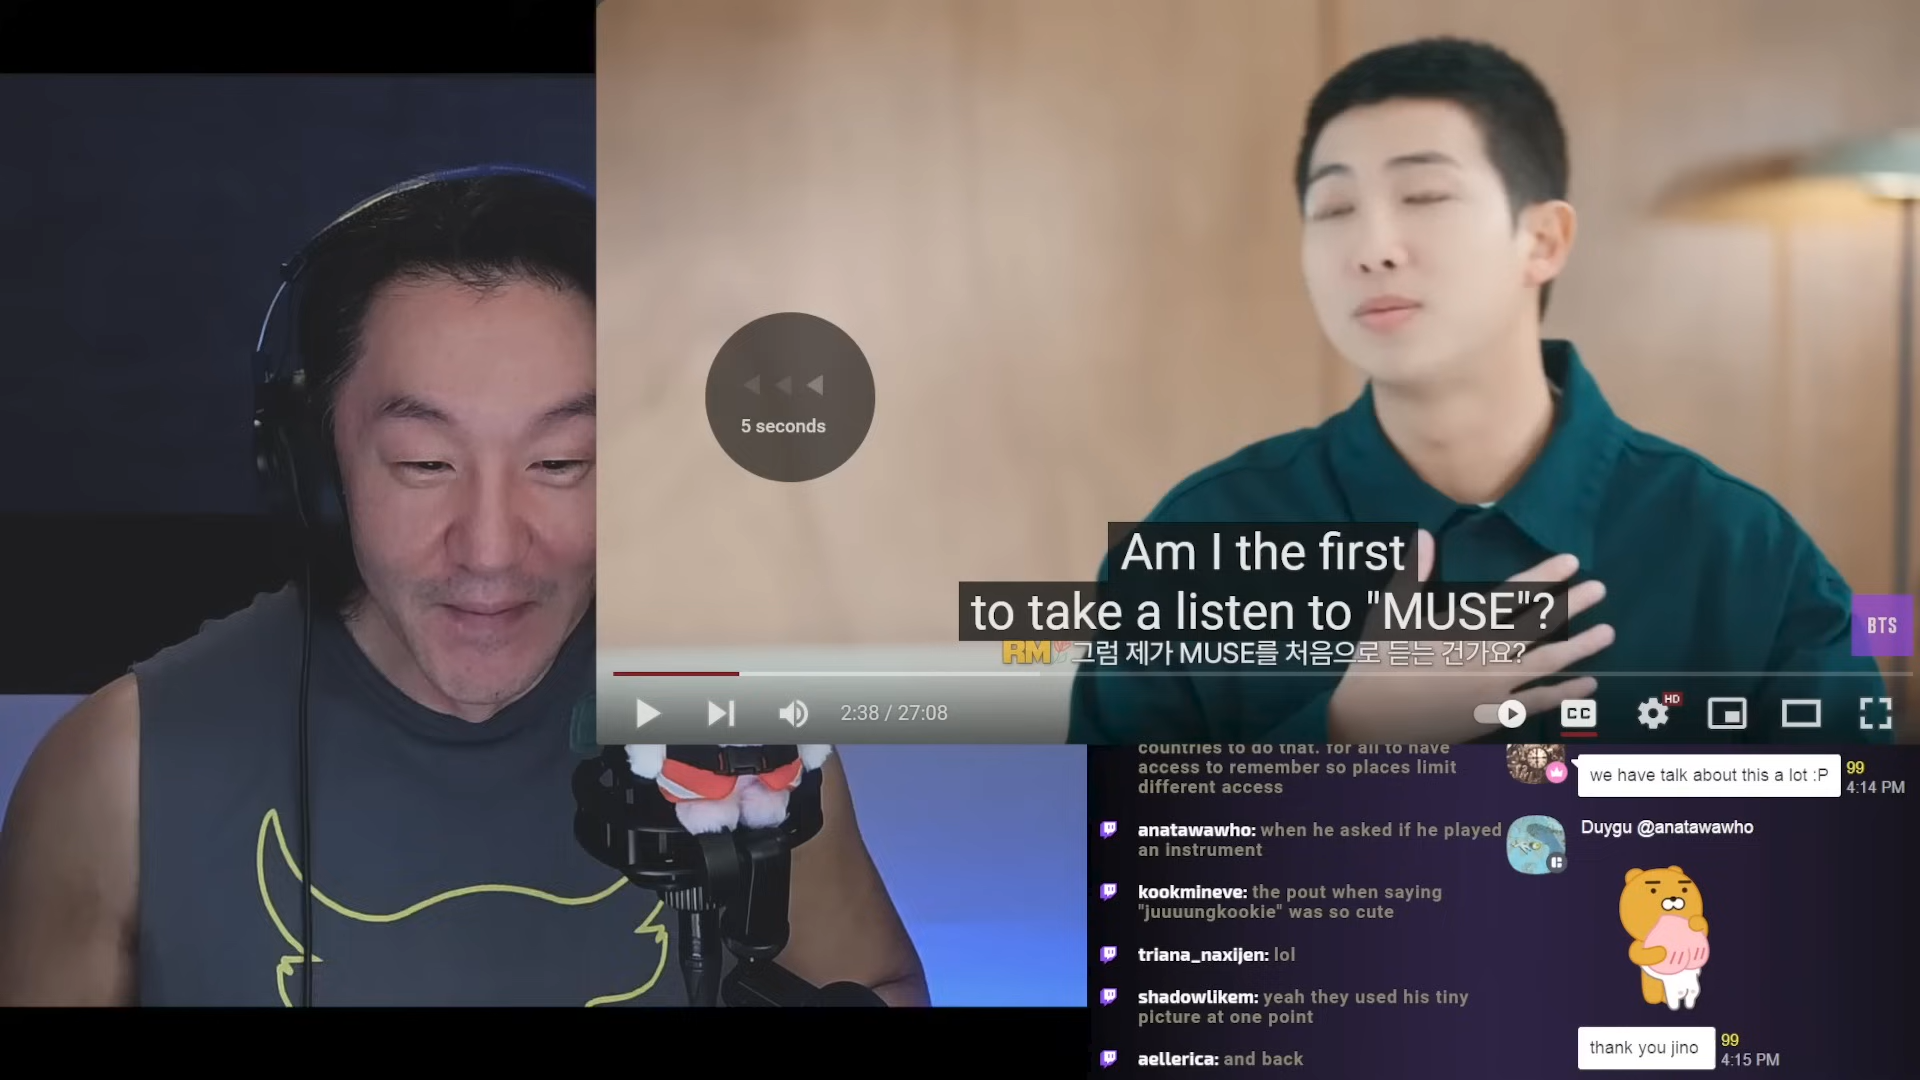 5 seconds
Am I the first
to take a listen to "MUSE"?
RM 그럼 제가 MUSE를 처음으로 듣는 건가요?
BTS
2:38 / 27:08
CC
HD
countries to do that. for all to have
access to remember so places limit
different access
anatawawho: when he asked if he played
an instrument
kookmineve: the pout when saying
"juuuungkookie" was so cute
triana_naxijen: lol
shadowlikem: yeah they used his tiny
picture at one point
aellerica: and back
we have talk about this a lot :P
99
4:14 PM
Duygu @anatawawho
thank you jino
99
4:15 PM